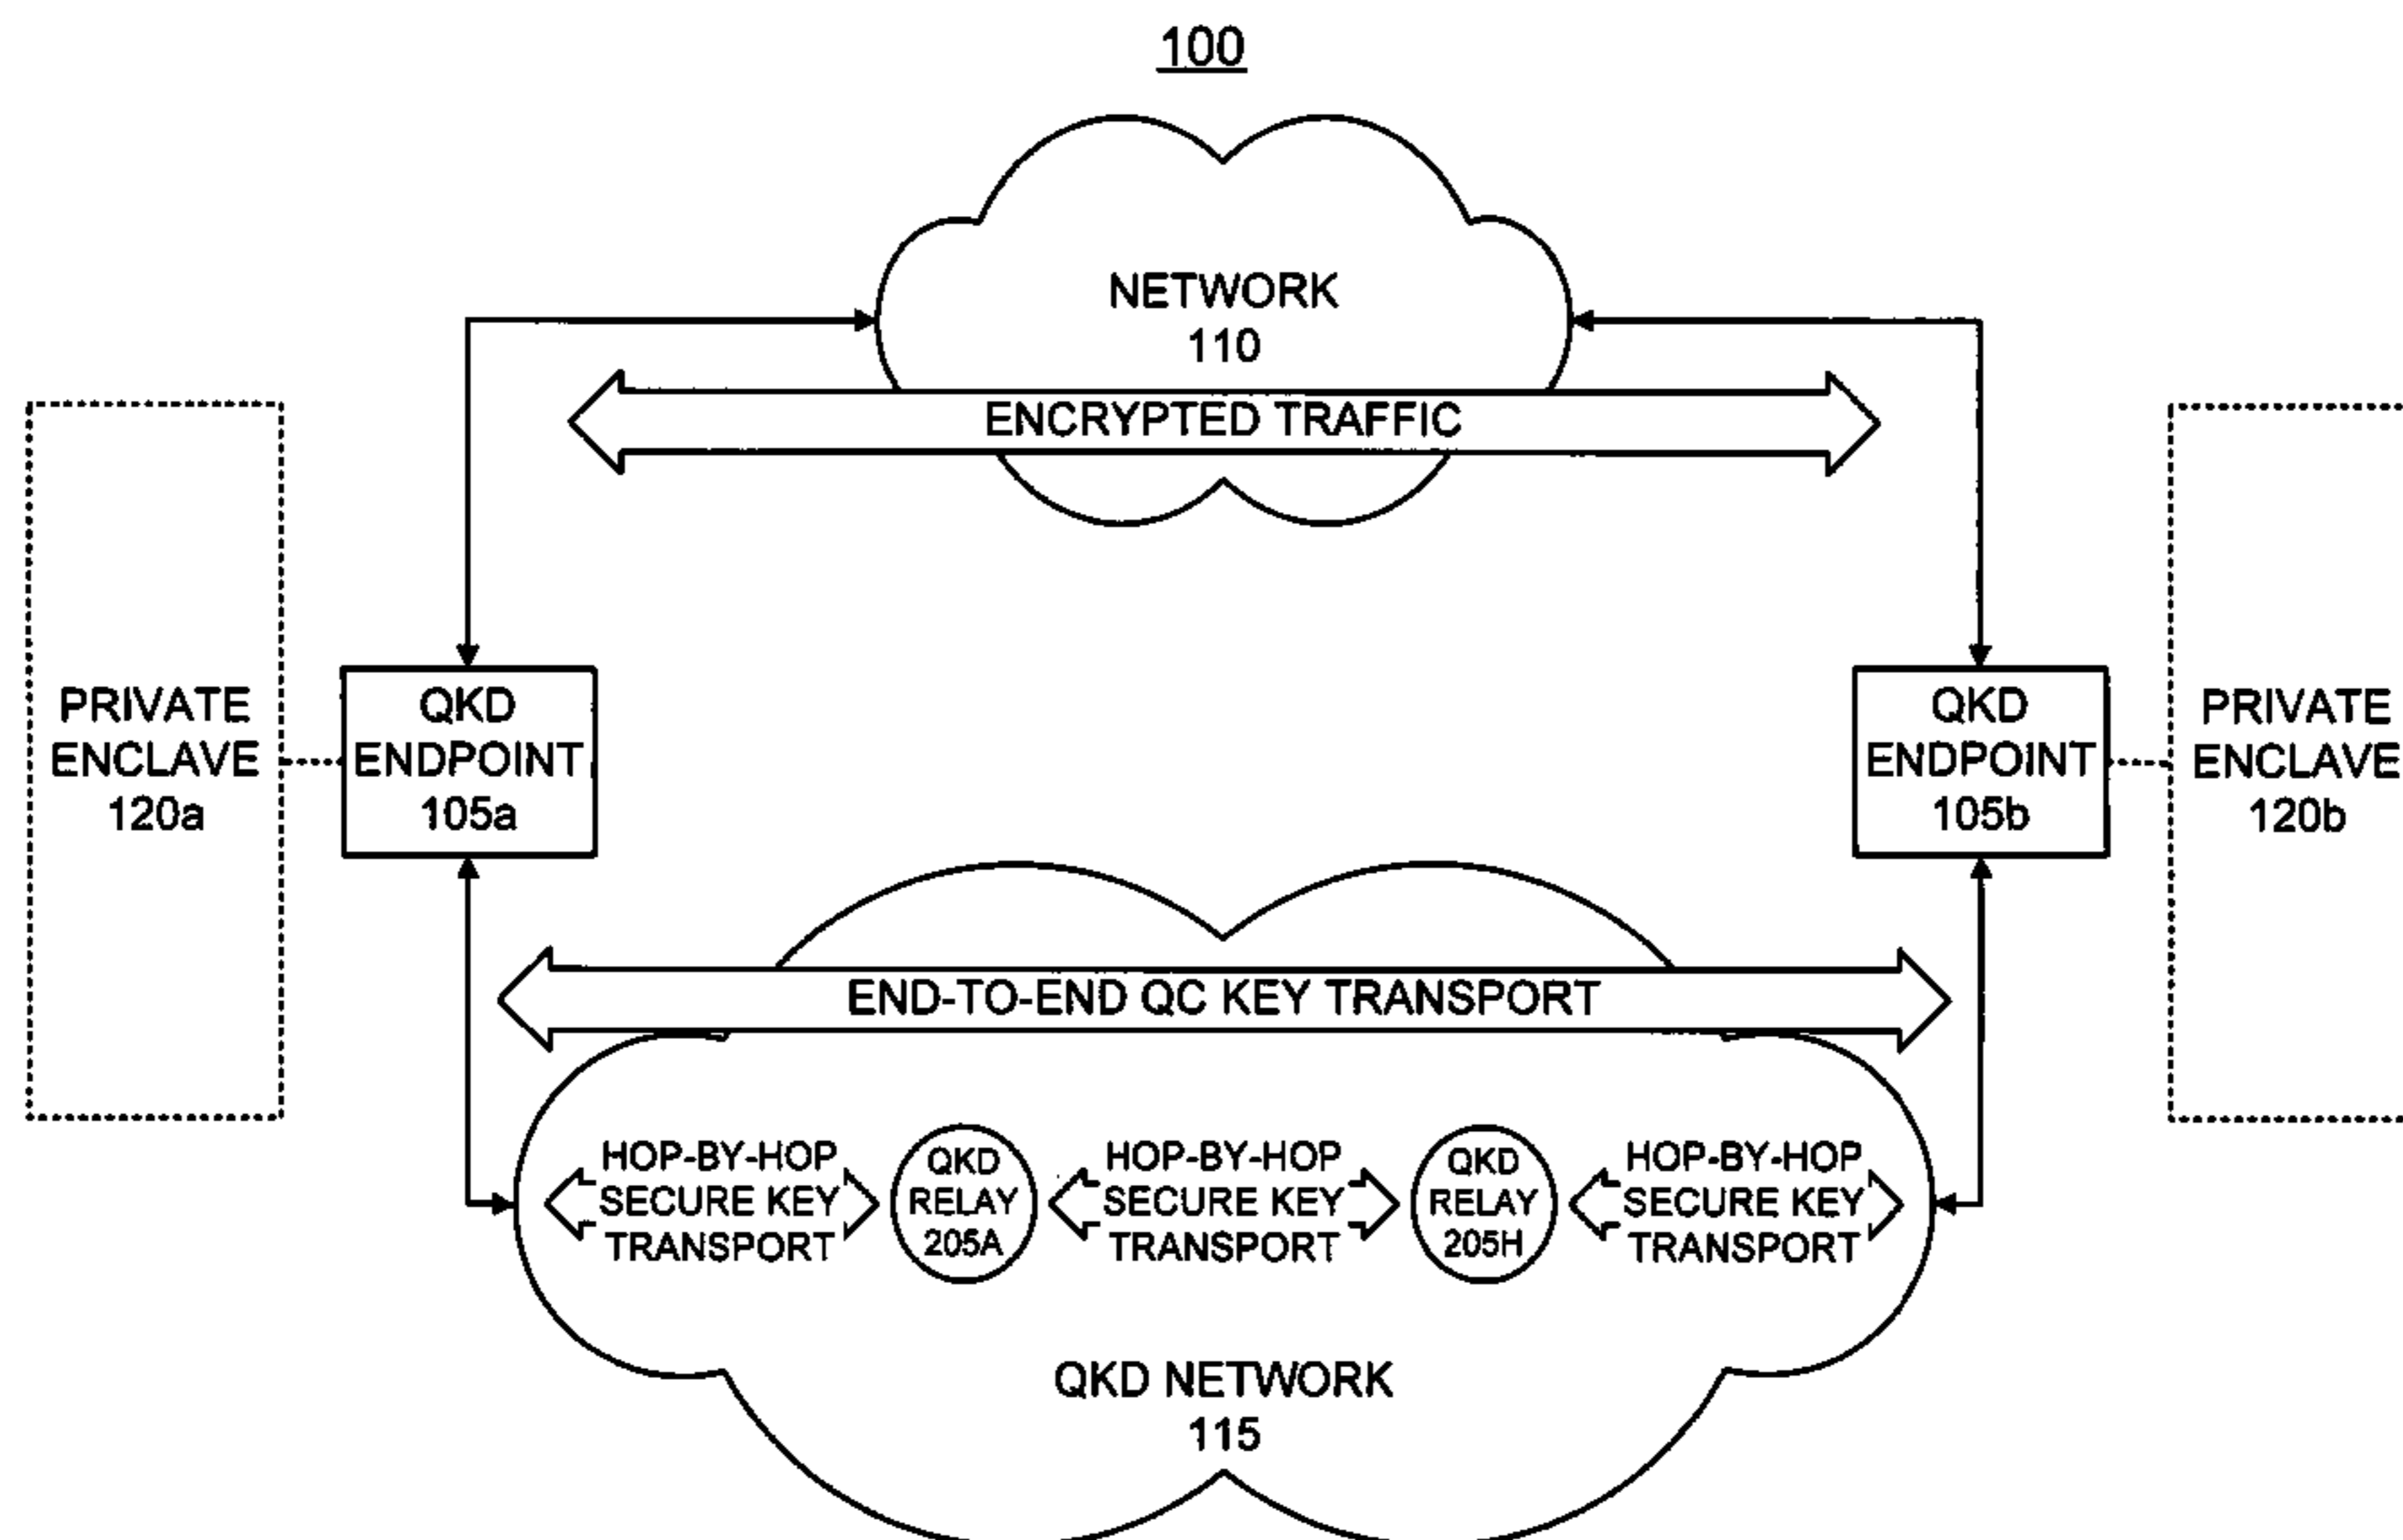 100
NETWORK
110
ENCRYPTED TRAFFIC
PRIVATE
ENCLAVE
120a
QKD
ENDPOINT
105a
QKD
ENDPOINT
105b
PRIVATE
ENCLAVE
120b
END-TO-END QC KEY TRANSPORT
HOP-BY-HOP
SECURE KEY
TRANSPORT
QKD
RELAY
205A
HOP-BY-HOP
SECURE KEY
TRANSPORT
QKD
RELAY
205H
HOP-BY-HOP
SECURE KEY
TRANSPORT
QKD NETWORK
115